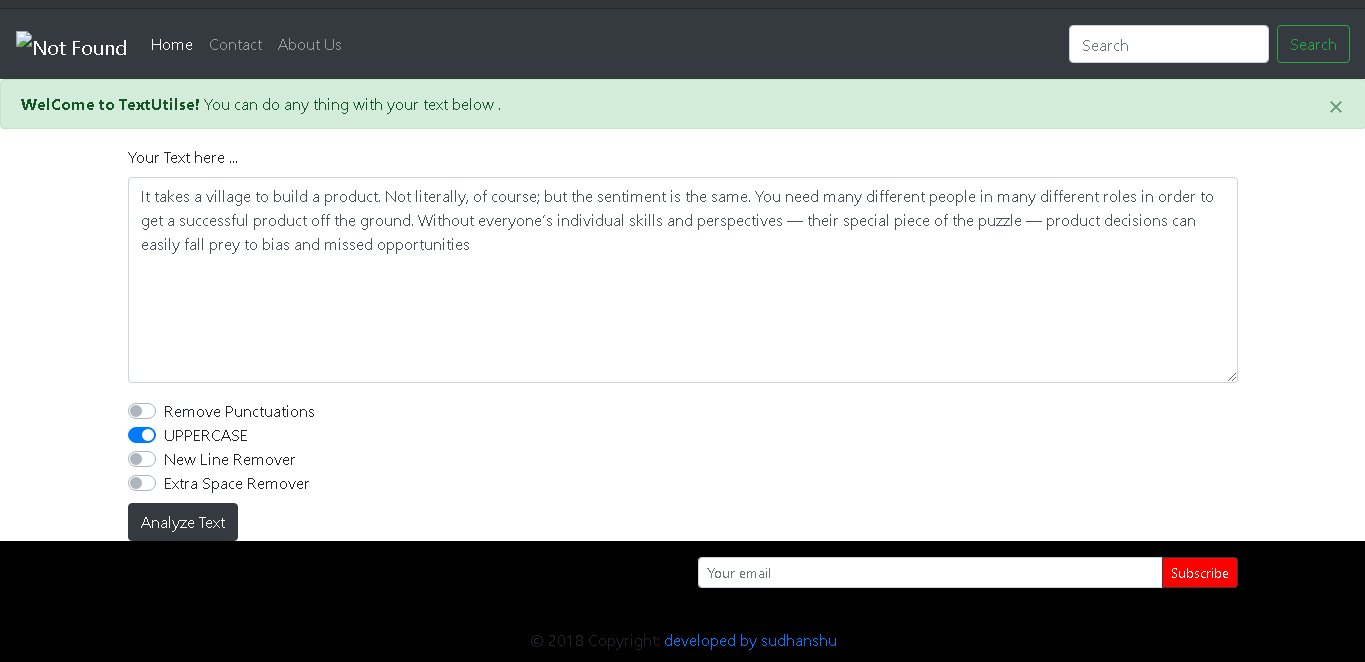 Not Found Home Contact About Us Search Search
WelCome to TextUtilse! You can do any thing with your text below . ×
Your Text here ...
It takes a village to build a product. Not literally, of course; but the sentiment is the same. You need many different people in many different roles in order to
get a successful product off the ground. Without everyone’s individual skills and perspectives — their special piece of the puzzle — product decisions can
easily fall prey to bias and missed opportunities
Remove Punctuations
UPPERCASE
New Line Remover
Extra Space Remover
Analyze Text
Your email Subscribe
© 2018 Copyright: developed by sudhanshu